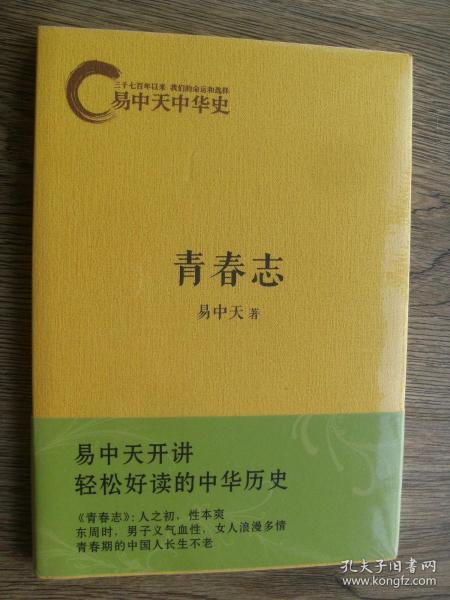 三千七百年以来 我们的命运和选择
易中天中华史
青春志
易中天 著
易中天开讲
轻松好读的中华历史
《青春志》：人之初，性本爽
东周时，男子义气血性，女人浪漫多情
青春期的中国人长生不老
孔夫子旧书网
kongfz.com